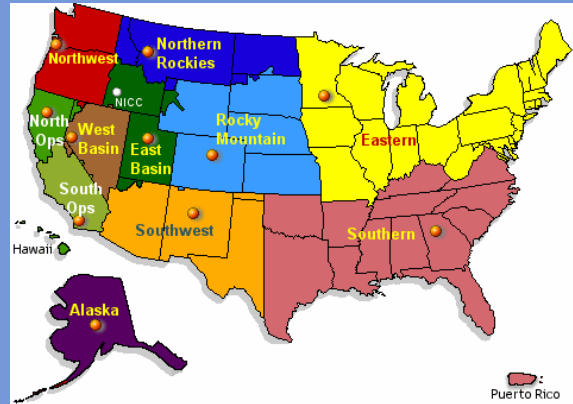 Northwest
Northern
Rockies
NICC
North
Ops
West
Basin
East
Basin
Rocky
Mountain
Eastern
South
Ops
Southwest
Southern
Hawaii
Alaska
Puerto Rico